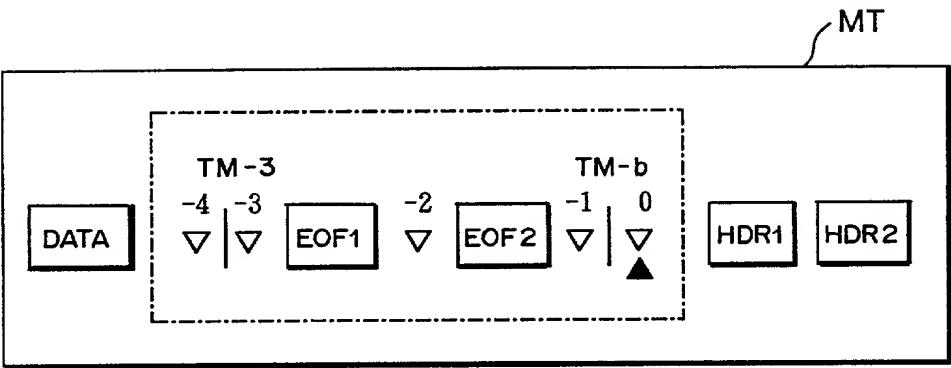 MT
TM-3 TM-b
-4 -3 -2 -1 0
DATA EOF1 EOF2 HDR1 HDR2